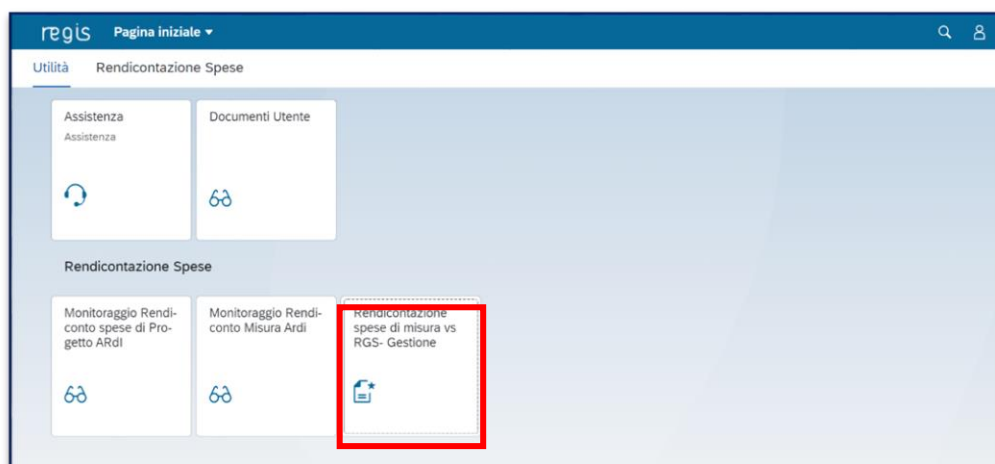 regis Pagina iniziale
Utilità Rendicontazione Spese
Assistenza
Assistenza
Documenti Utente
Rendicontazione Spese
Monitoraggio Rendi-
conto spese di Pro-
getto ARdI
Monitoraggio Rendi-
conto Misura Ardi
Rendicontazione
spese di misura vs
RGS- Gestione